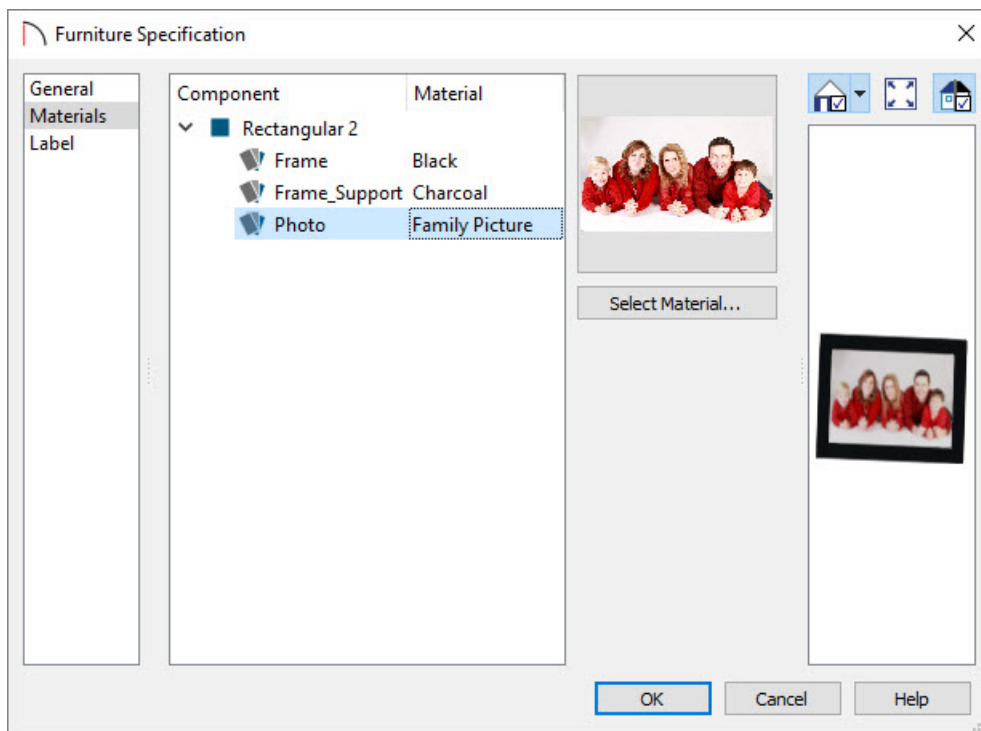 Furniture Specification
General
Materials
Label
Component Material
Rectangular 2
Frame Black
Frame_Support Charcoal
Photo Family Picture
Select Material...
OK Cancel Help